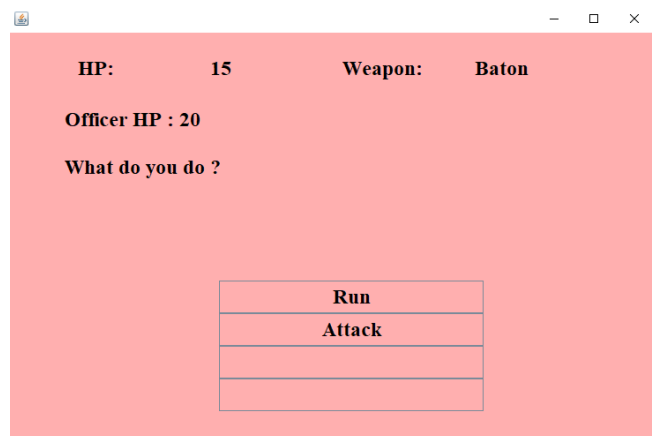 HP: 15 Weapon: Baton
Officer HP : 20
What do you do ?
Run
Attack